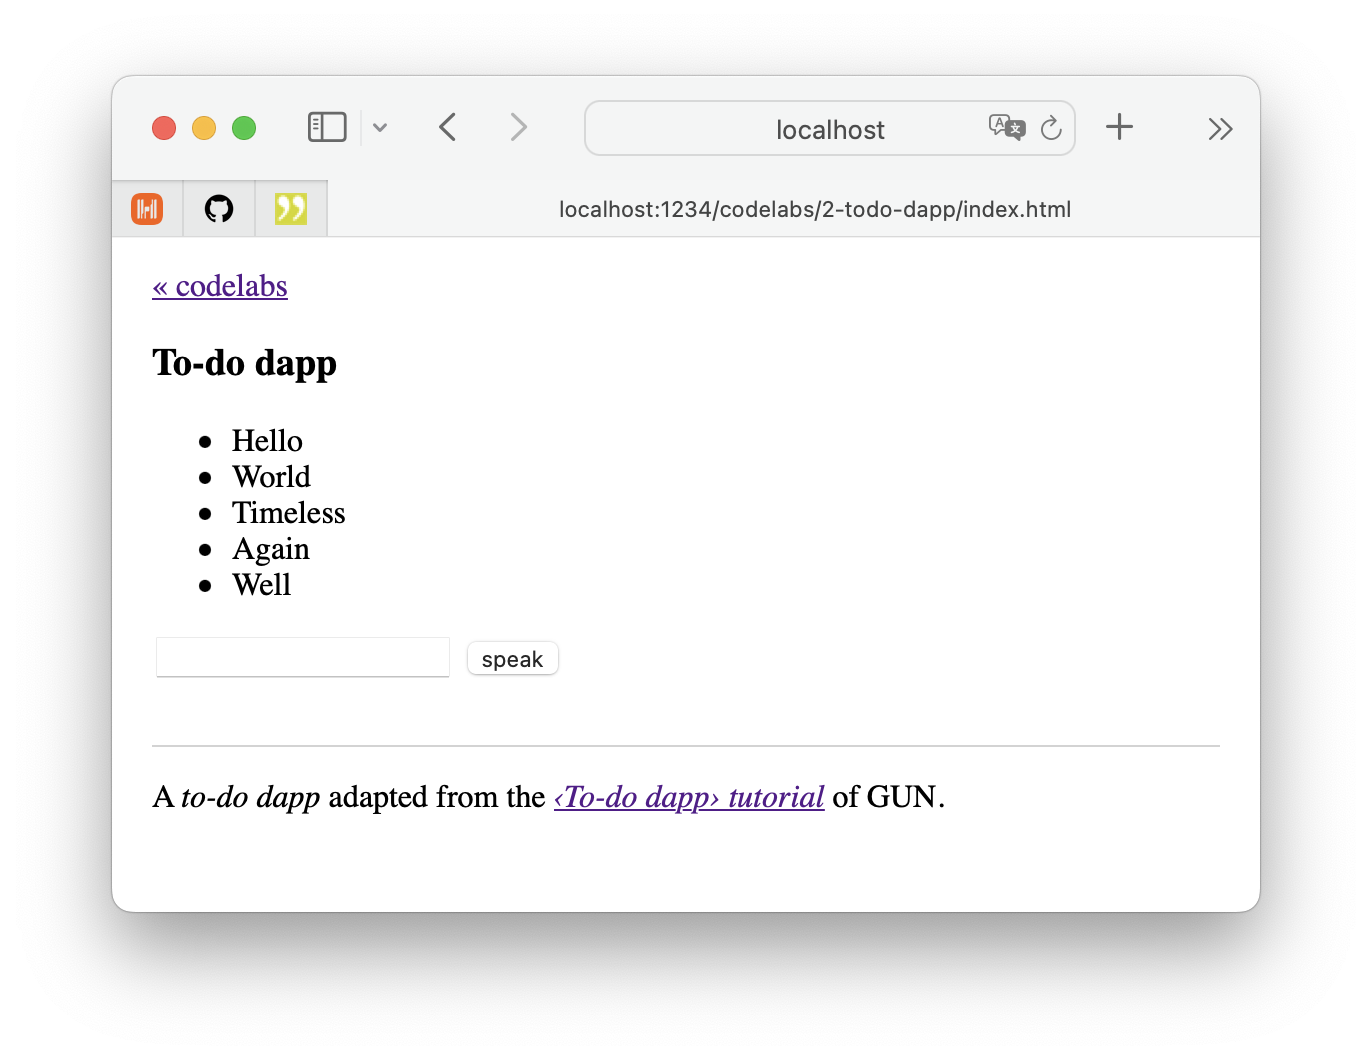 localhost
localhost:1234/codelabs/2-todo-dapp/index.html
« codelabs
To-do dapp
Hello
World
Timeless
Again
Well
speak
A to-do dapp adapted from the ‹To-do dapp› tutorial of GUN.